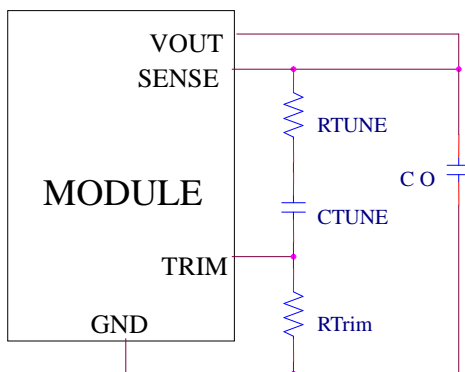 VOUT
SENSE
RTUNE
C O
MODULE
CTUNE
TRIM
GND
RTrim